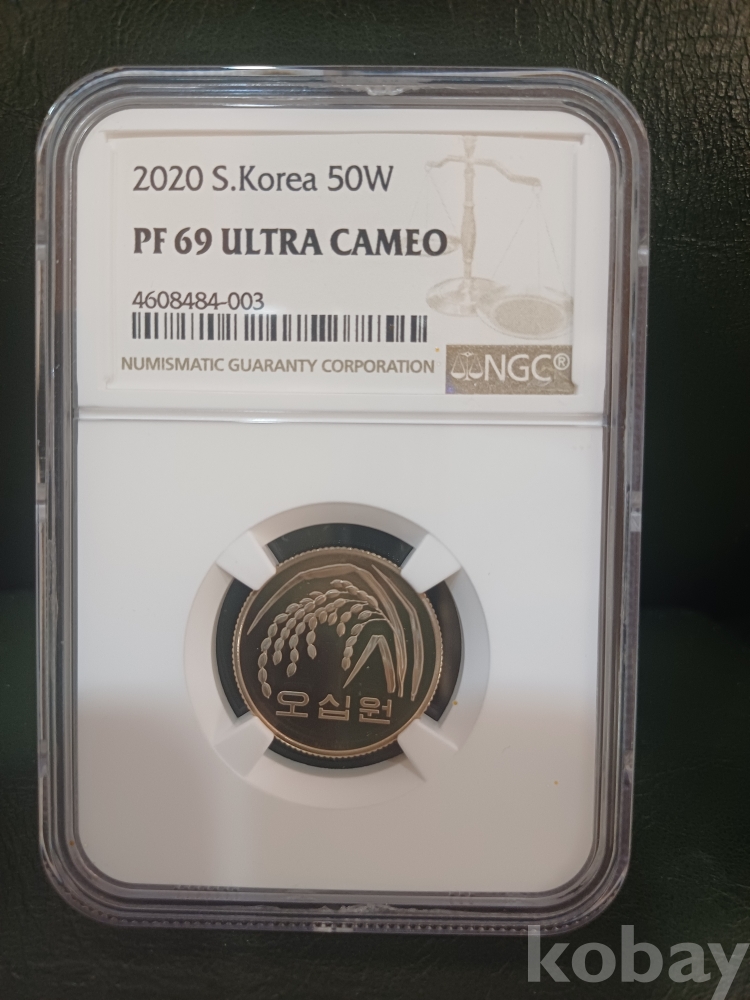 2020 S.Korea 50W
PF 69 ULTRA CAMEO
4608484-003
NUMISMATIC GUARANTY CORPORATION
NGC®
오십원
kobay